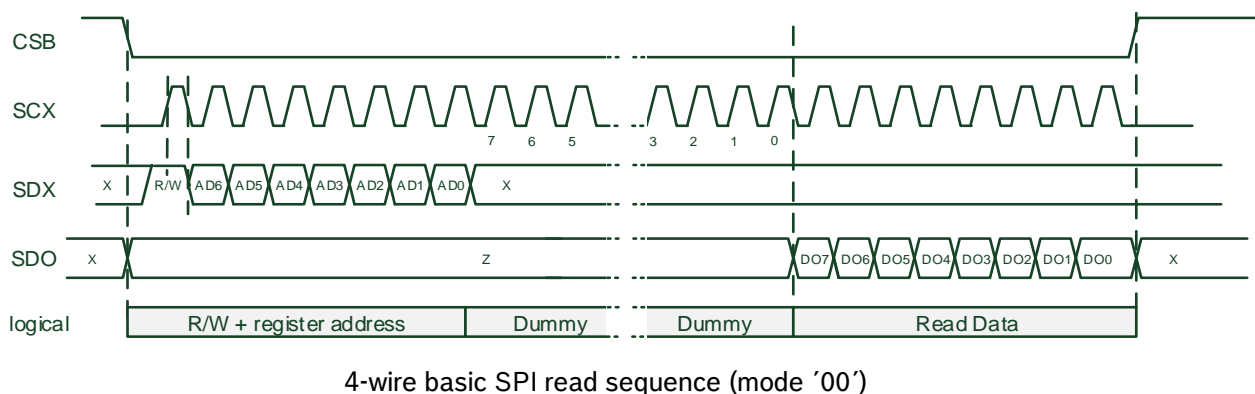 CSB
SCX
7 6 5 3 2 1 0
SDX X R/W AD6 AD5 AD4 AD3 AD2 AD1 AD0 X
SDO X Z DO7 DO6 DO5 DO4 DO3 DO2 DO1 DO0 X
logical R/W + register address Dummy Dummy Read Data
4-wire basic SPI read sequence (mode ´00´)